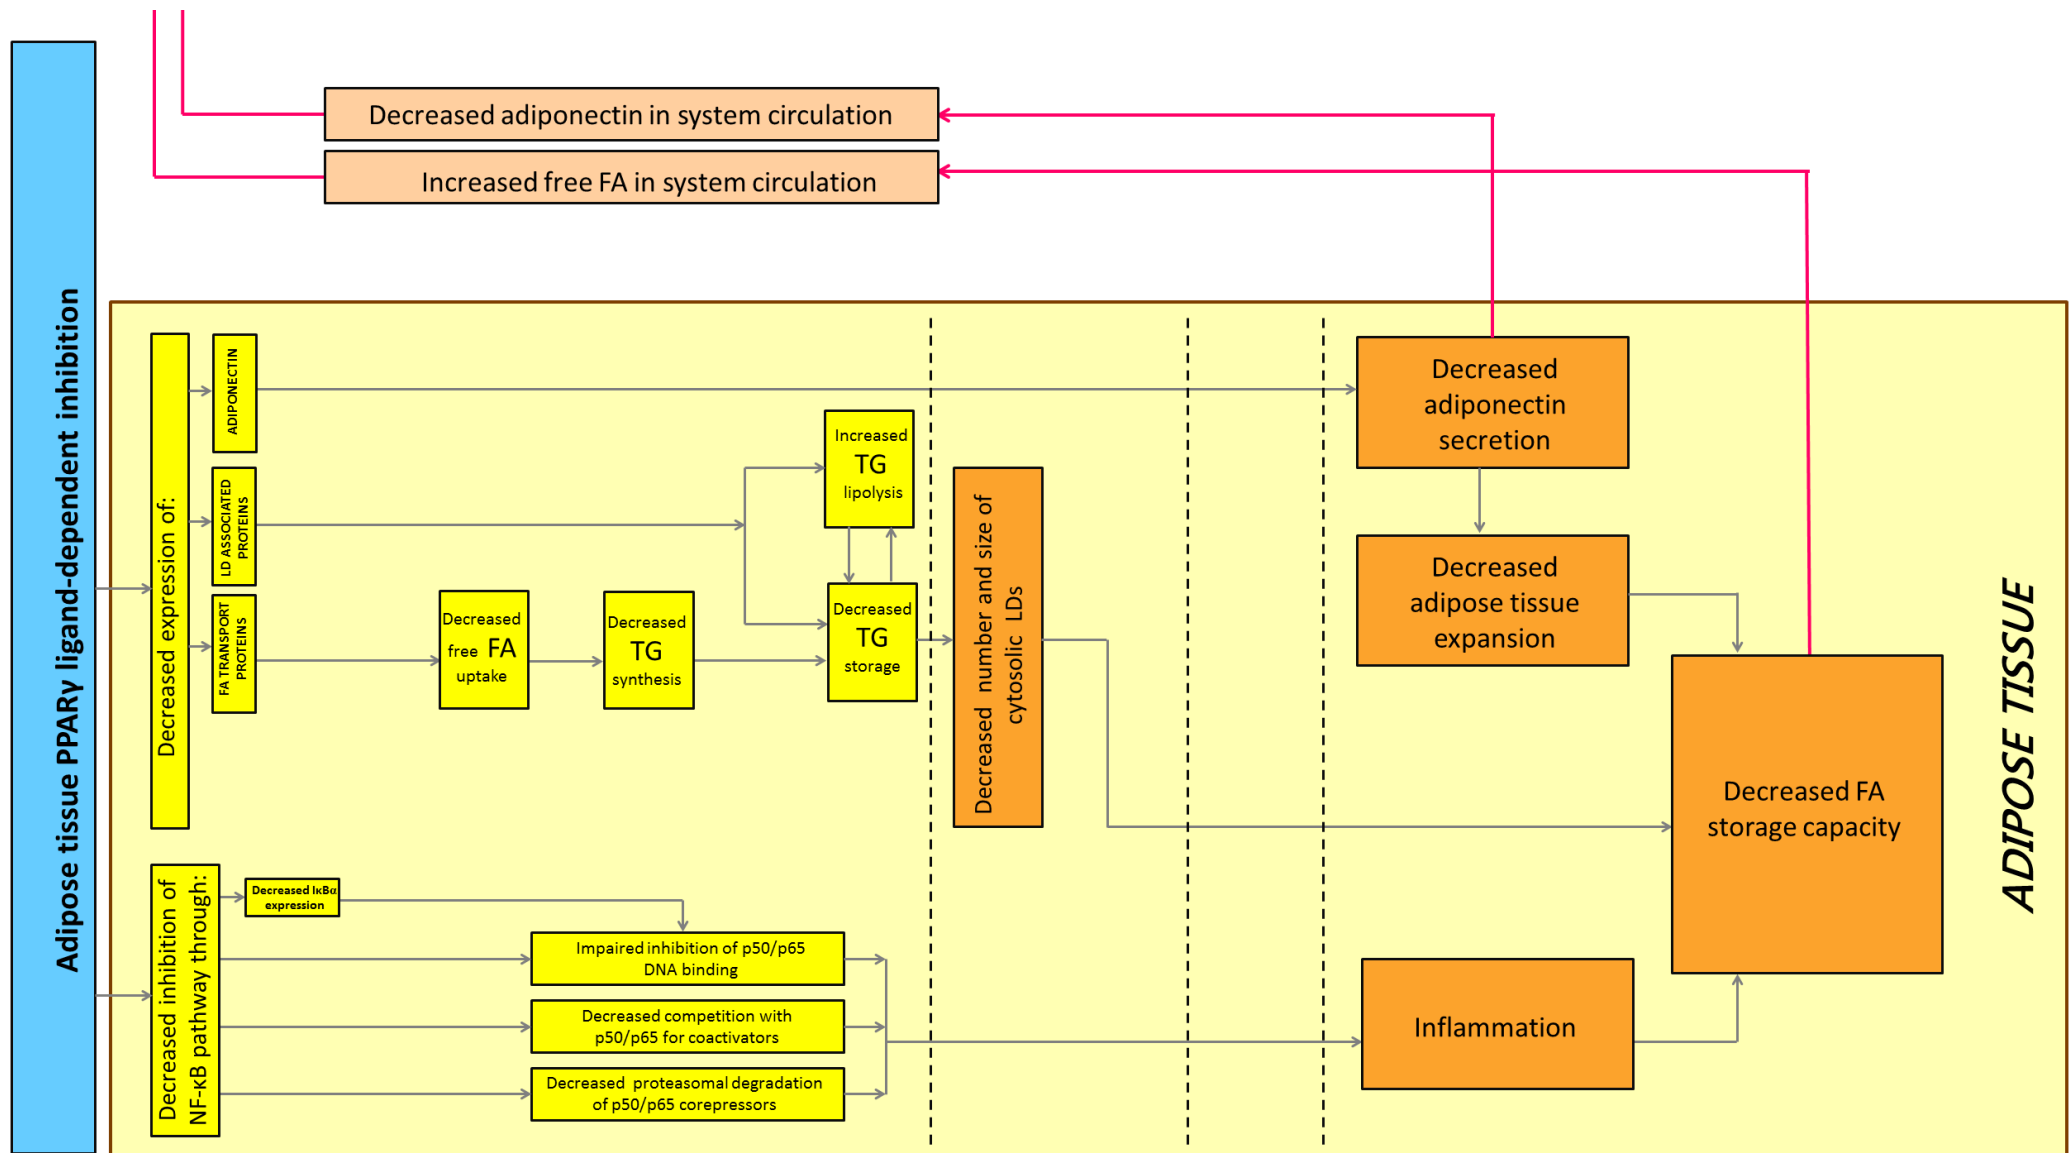 Adipose tissue PPARγ ligand-dependent inhibition
Decreased adiponectin in system circulation
Increased free FA in system circulation
Decreased expression of:
ADIPONECTIN
LD ASSOCIATED
PROTEINS
FA TRANSPORT
PROTEINS
Decreased
free FA
uptake
Decreased
TG
synthesis
Increased
TG
lipolysis
Decreased
TG
storage
Decreased number and size of
cytosolic LDs
Decreased
adiponectin
secretion
Decreased
adipose tissue
expansion
Decreased FA
storage capacity
ADIPOSE TISSUE
Decreased inhibition of
NF-κB pathway through:
Decreased IκBα
expression
Impaired inhibition of p50/p65
DNA binding
Decreased competition with
p50/p65 for coactivators
Decreased proteasomal degradation
of p50/p65 corepressors
Inflammation